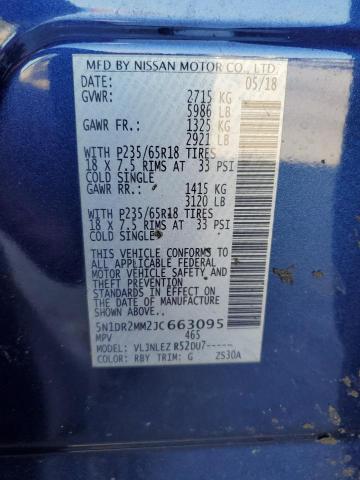 MFD BY NISSAN MOTOR CO., LTD.
DATE: 05/18
GVWR: 2715 KG
5986 LB
GAWR FR.: 1325 KG
2921 LB
WITH P235/65R18 TIRES
18 X 7.5 RIMS AT 33 PSI
COLD SINGLE
GAWR RR.: 1415 KG
3120 LB
WITH P235/65R18 TIRES
18 X 7.5 RIMS AT 33 PSI
COLD SINGLE
THIS VEHICLE CONFORMS TO
ALL APPLICABLE FEDERAL
MOTOR VEHICLE SAFETY AND
THEFT PREVENTION
STANDARDS IN EFFECT ON
THE DATE OF MANUFACTURE
SHOWN ABOVE.
5N1DR2MM2JC663095
MPV 465
MODEL: VLJNLEZ R52DU7-----
COLOR: RBY TRIM: G ZS30A